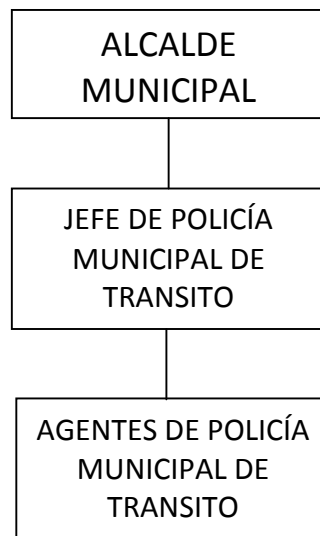 ALCALDE
MUNICIPAL
JEFE DE POLICÍA
MUNICIPAL DE
TRANSITO
AGENTES DE POLICÍA
MUNICIPAL DE
TRANSITO